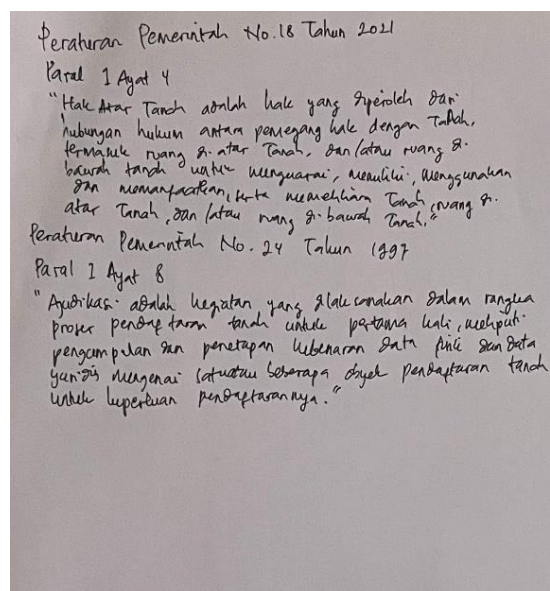 Peraturan Pemerintah No.18 Tahun 2021
Pasal 1 Ayat 4
"Hak Atas Tanah adalah hak yang diperoleh dari
hubungan hukum antara pemegang hak dengan Tanah,
termasuk ruang di atas Tanah, dan/atau ruang di
bawah tanah untuk menguasai, memiliki, menggunakan
dan memanfaatkan, serta memelihara Tanah, ruang di
atas Tanah, dan/atau ruang di bawah Tanah."
Peraturan Pemerintah No. 24 Tahun 1997
Pasal 1 Ayat 8
"Ajudikasi adalah kegiatan yang dilaksanakan dalam rangka
proses pendaftaran tanah untuk pertama kali, meliputi
pengumpulan dan penetapan kebenaran data fisik dan data
yuridis mengenai satu atau beberapa obyek pendaftaran tanah
untuk keperluan pendaftarannya."